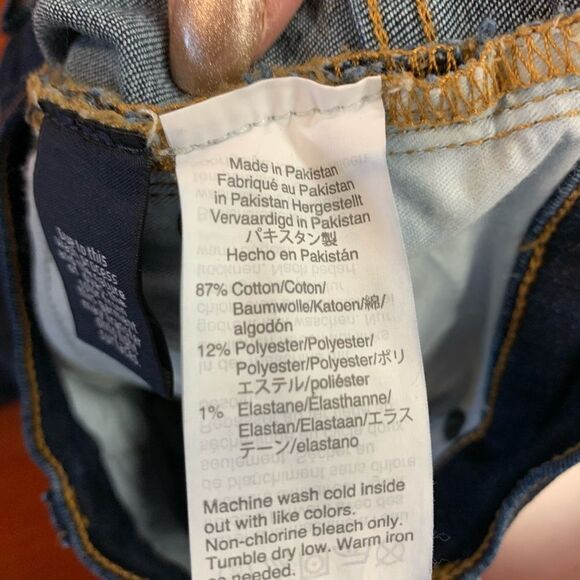 Made in Pakistan
Fabriqué au Pakistan
in Pakistan Hergestellt
Vervaardigd in Pakistan
パキスタン製
Hecho en Pakistán
87% Cotton/Coton/
Baumwolle/Katoen/綿/
algodón
12% Polyester/Polyester/
Polyester/Polyester/ポリ
エステル/poliéster
1% Elastane/Élasthanne/
Elastan/Elastaan/エラス
テーン/elastano
Machine wash cold inside
out with like colors.
Non-chlorine bleach only.
Tumble dry low. Warm iron
as needed.